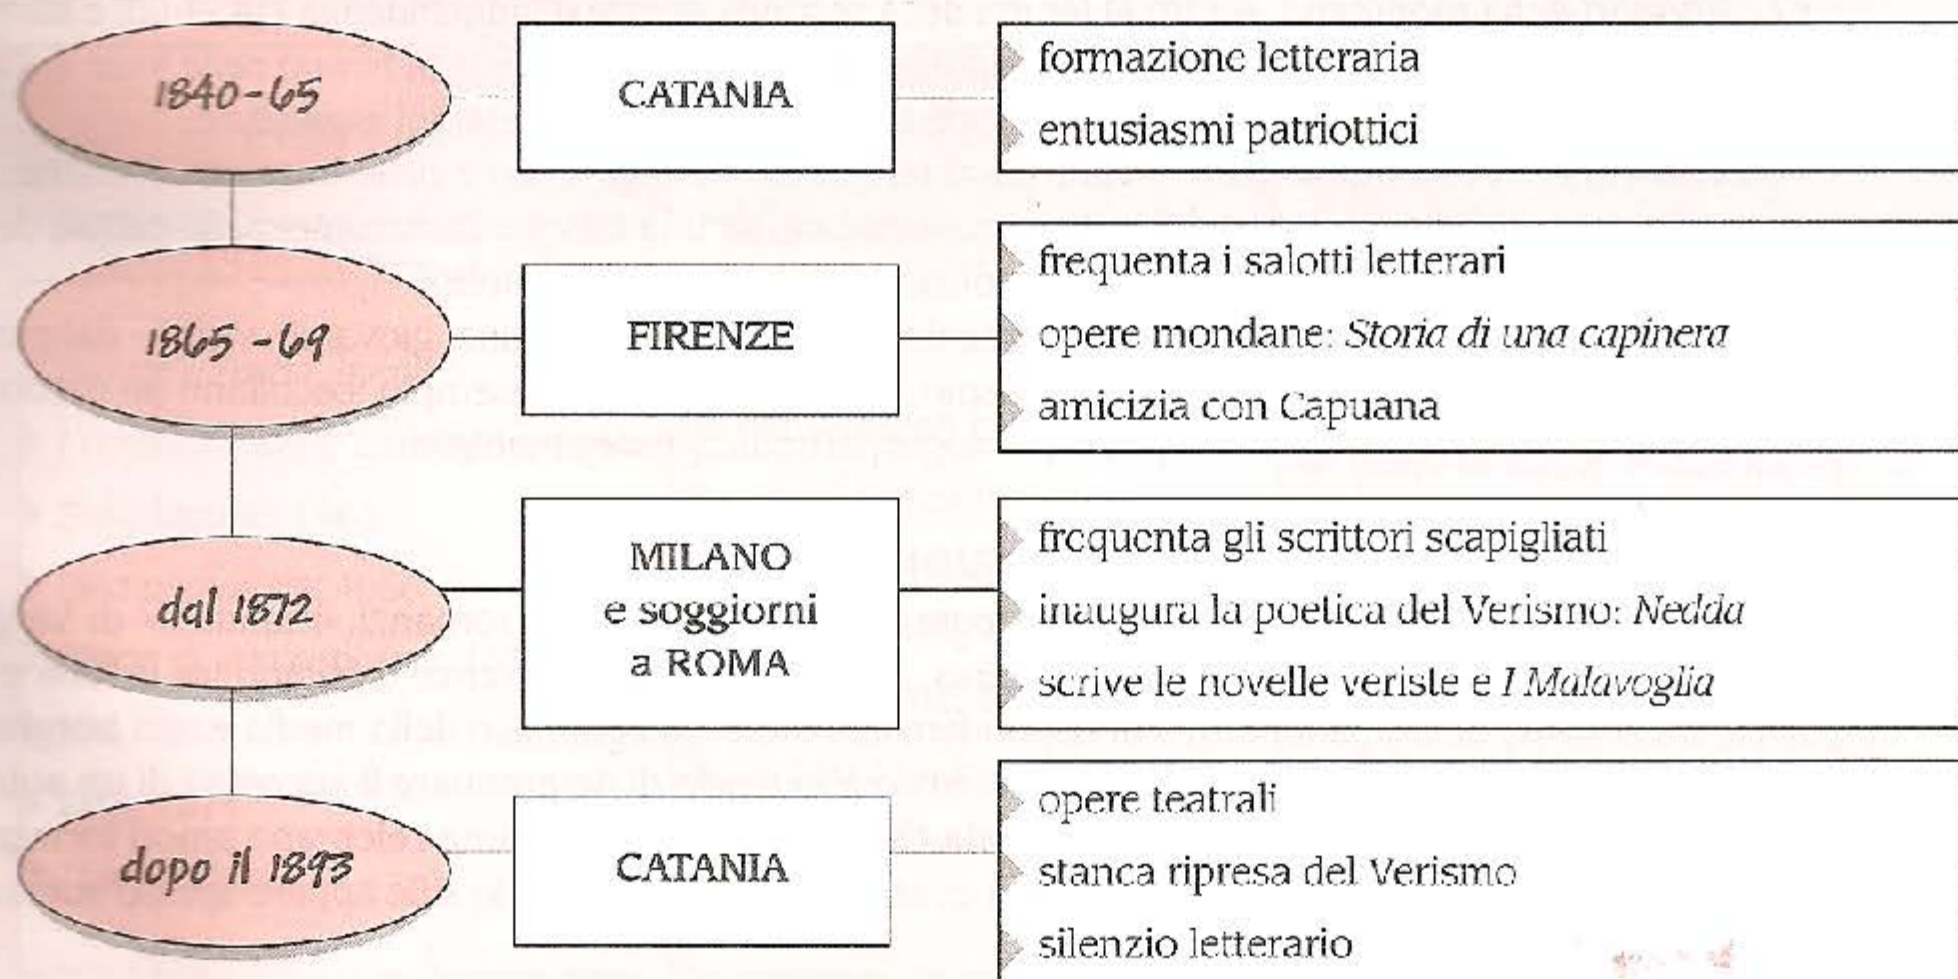 1840-65
CATANIA
formazione letteraria
entusiasmi patriottici
1865-69
FIRENZE
frequenta i salotti letterari
opere mondane: Storia di una capinera
amicizia con Capuana
dal 1872
MILANO
e soggiorni
a ROMA
frequenta gli scrittori scapigliati
inaugura la poetica del Verismo: Nedda
scrive le novelle veriste e I Malavoglia
dopo il 1893
CATANIA
opere teatrali
stanca ripresa del Verismo
silenzio letterario